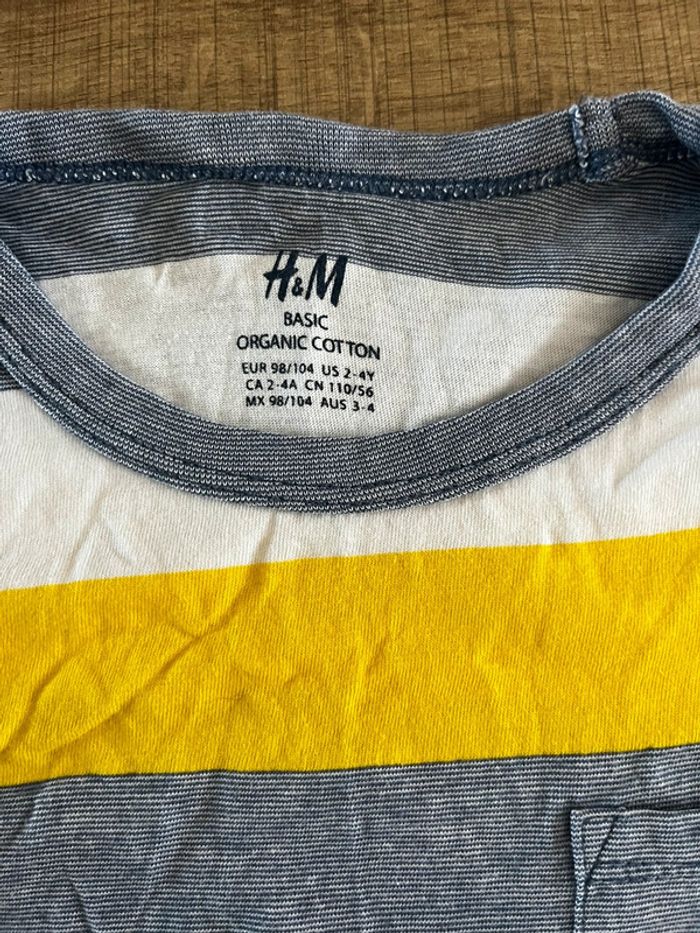 H&M
BASIC
ORGANIC COTTON
EUR 98/104 US 2-4Y
CA 2-4A CN 110/56
MX 98/104 AUS 3-4